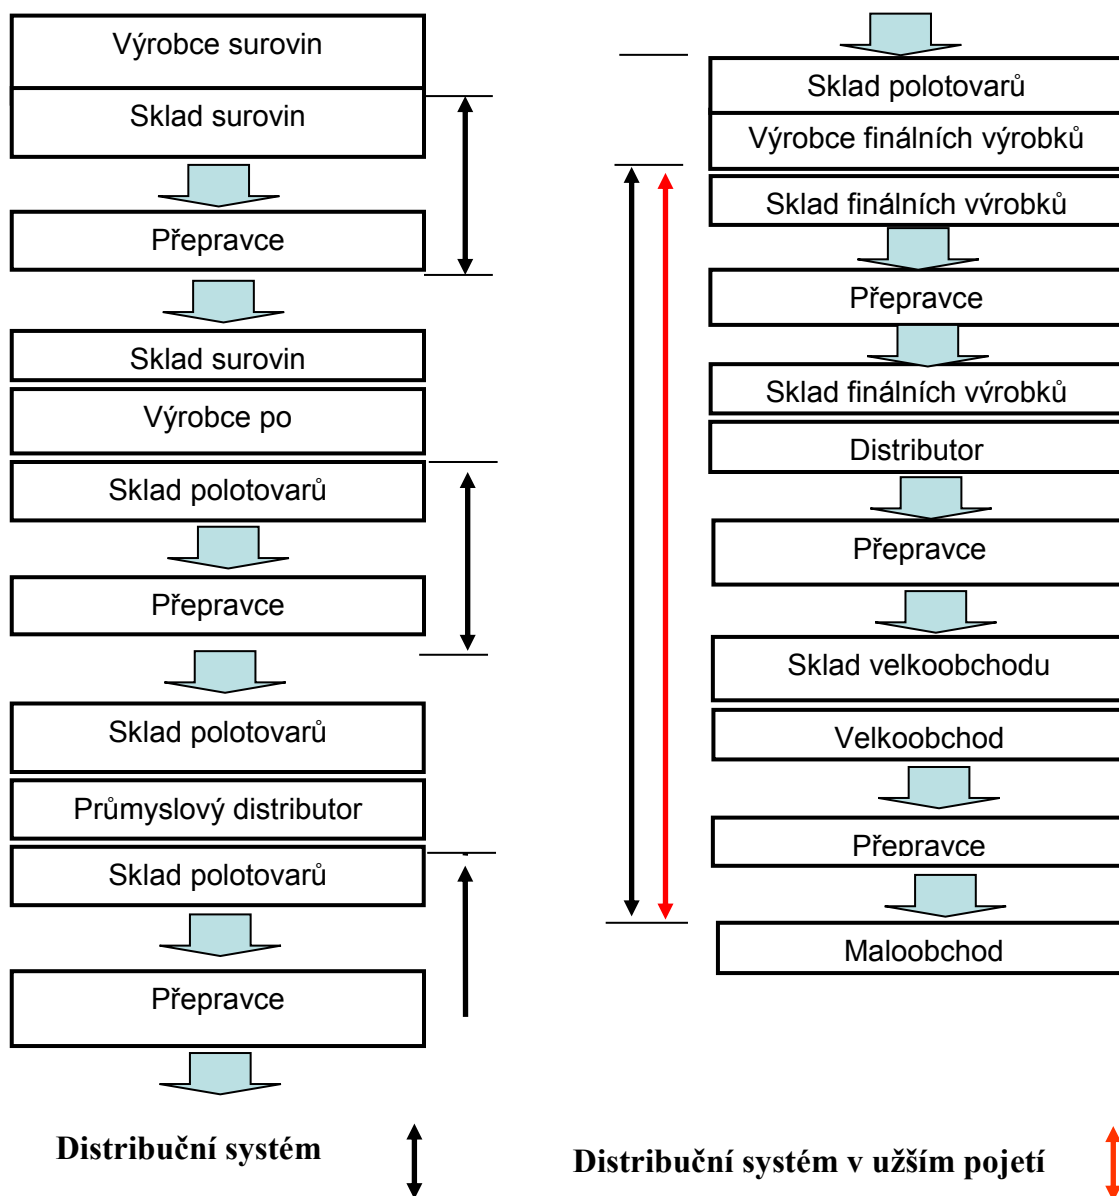 Výrobce surovin
Sklad surovin
Přepravce
Sklad surovin
Výrobce po
Sklad polotovarů
Přepravce
Sklad polotovarů
Průmyslový distributor
Sklad polotovarů
Přepravce
Sklad polotovarů
Výrobce finálních výrobků
Sklad finálních výrobků
Přepravce
Sklad finálních výrobků
Distributor
Přepravce
Sklad velkoobchodu
Velkoobchod
Přepravce
Maloobchod
Distribuční systém
Distribuční systém v užším pojetí